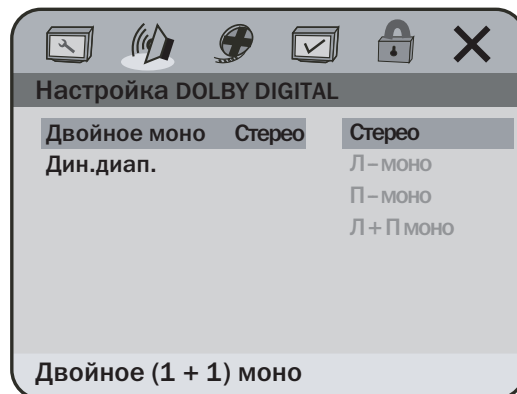 Настройка DOLBY DIGITAL
Двойное моно Стерео Стерео
Дин.диап. Л–моно
П–моно
Л+П моно
Двойное (1 + 1) моно